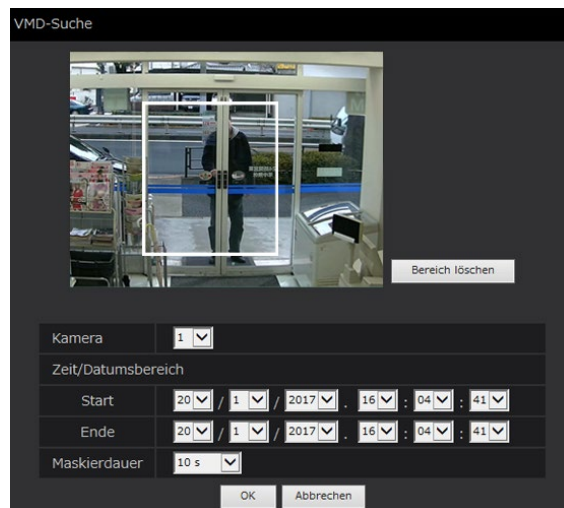 VMD-Suche
Bereich löschen
Kamera 1
Zeit/Datumsbereich
Start 20 / 1 / 2017 . 16 : 04 : 41
Ende 20 / 1 / 2017 . 16 : 04 : 41
Maskierdauer 10 s
OK Abbrechen